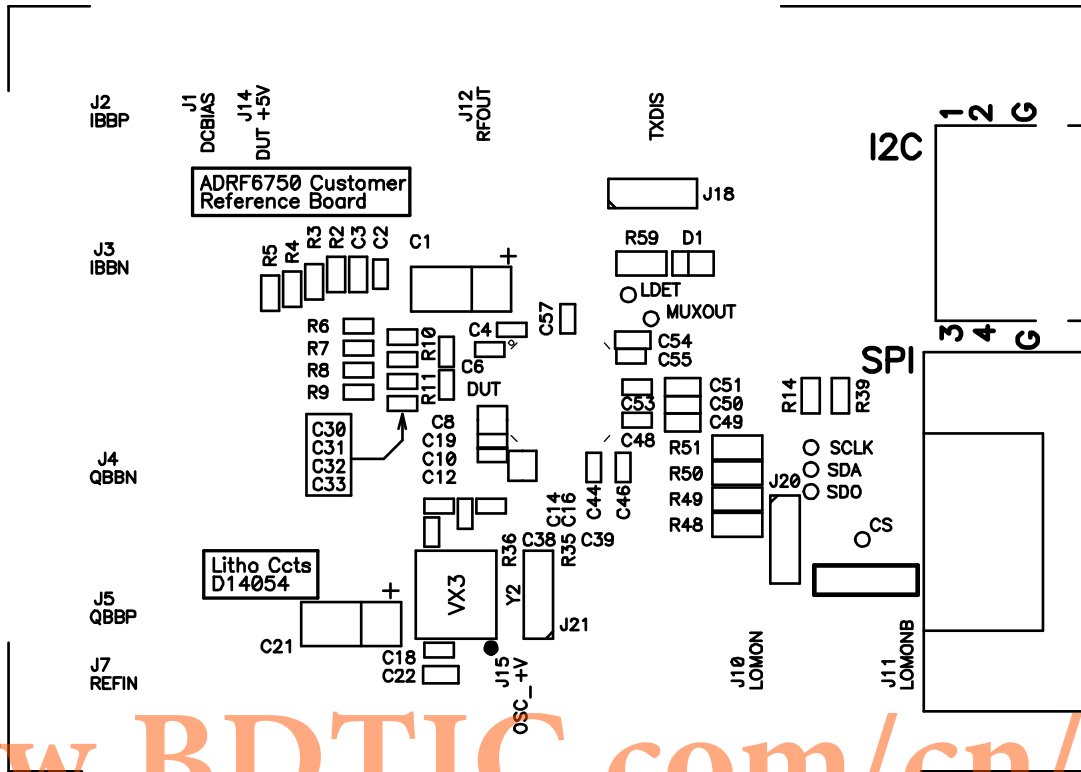 J2
IBBP
J1
DCBIAS
J14
DUT +5V
J12
RFOUT
TXDIS
1
2
G
I2C
ADRF6750 Customer
Reference Board
J18
J3
IBBN
R5
R4
R3
R2
C3
C2
C1
+
R59
D1
LDET
MUXOUT
C57
C4
R6
R7
R8
R9
R10
R11
C6
DUT
C54
C55
3
4
G
SPI
C53
C51
C50
C49
R14
R39
C8
C19
C10
C12
C30
C31
C32
C33
C48
R51
R50
R49
R48
SCLK
SDA
SDO
J20
CS
J4
QBBN
C44
C46
C14
C16
R36
C38
R35
C39
Litho Ccts
D14054
VX3
Y2
J21
J5
QBBP
+
C21
C18
C22
J15
OSC_+V
J10
LOMON
J11
LOMONB
J7
REFIN
w.BDTIC.com/cn/